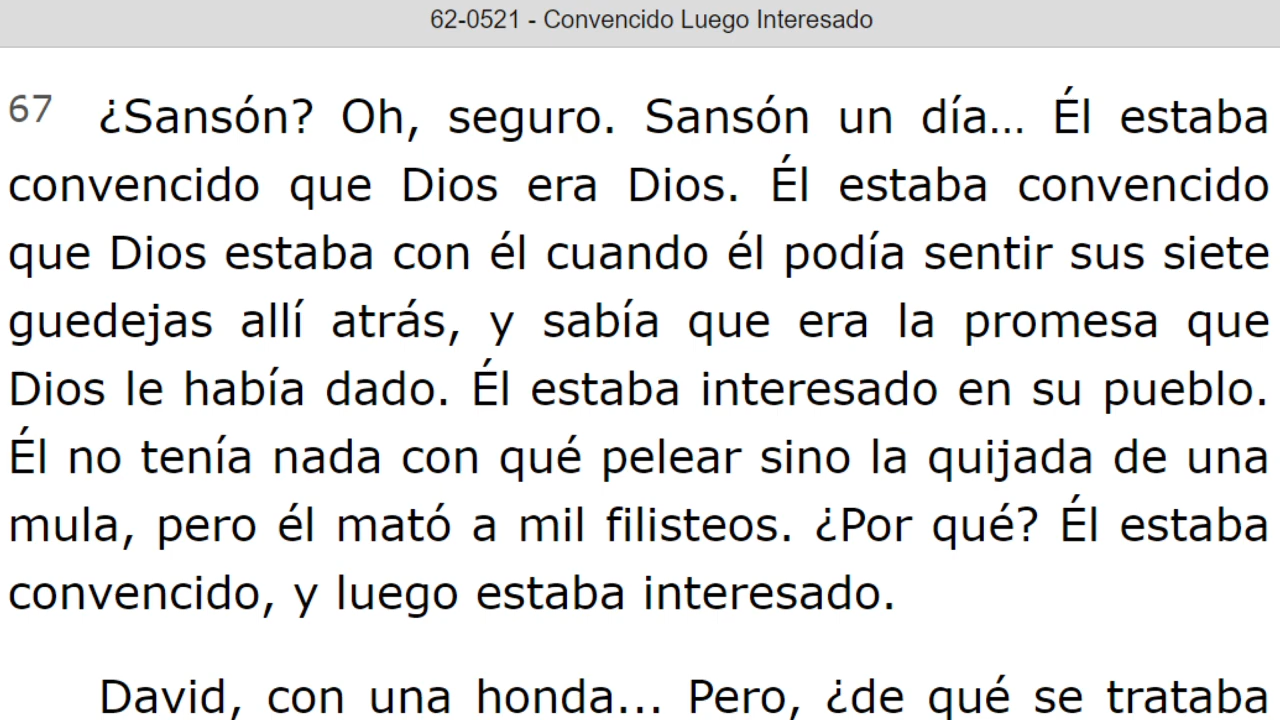 62-0521 - Convencido Luego Interesado
67 ¿Sansón? Oh, seguro. Sansón un día... Él estaba
convencido que Dios era Dios. Él estaba convencido
que Dios estaba con él cuando él podía sentir sus siete
guedejas allí atrás, y sabía que era la promesa que
Dios le había dado. Él estaba interesado en su pueblo.
Él no tenía nada con qué pelear sino la quijada de una
mula, pero él mató a mil filisteos. ¿Por qué? Él estaba
convencido, y luego estaba interesado.
David, con una honda... Pero, ¿de qué se trataba